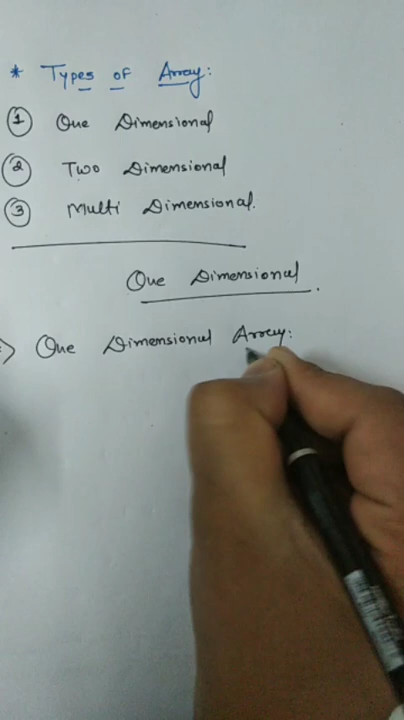 * Types of Array:
① One Dimensional
② Two Dimensional
③ Multi Dimensional.
One Dimensional.
=> One Dimensional Array: